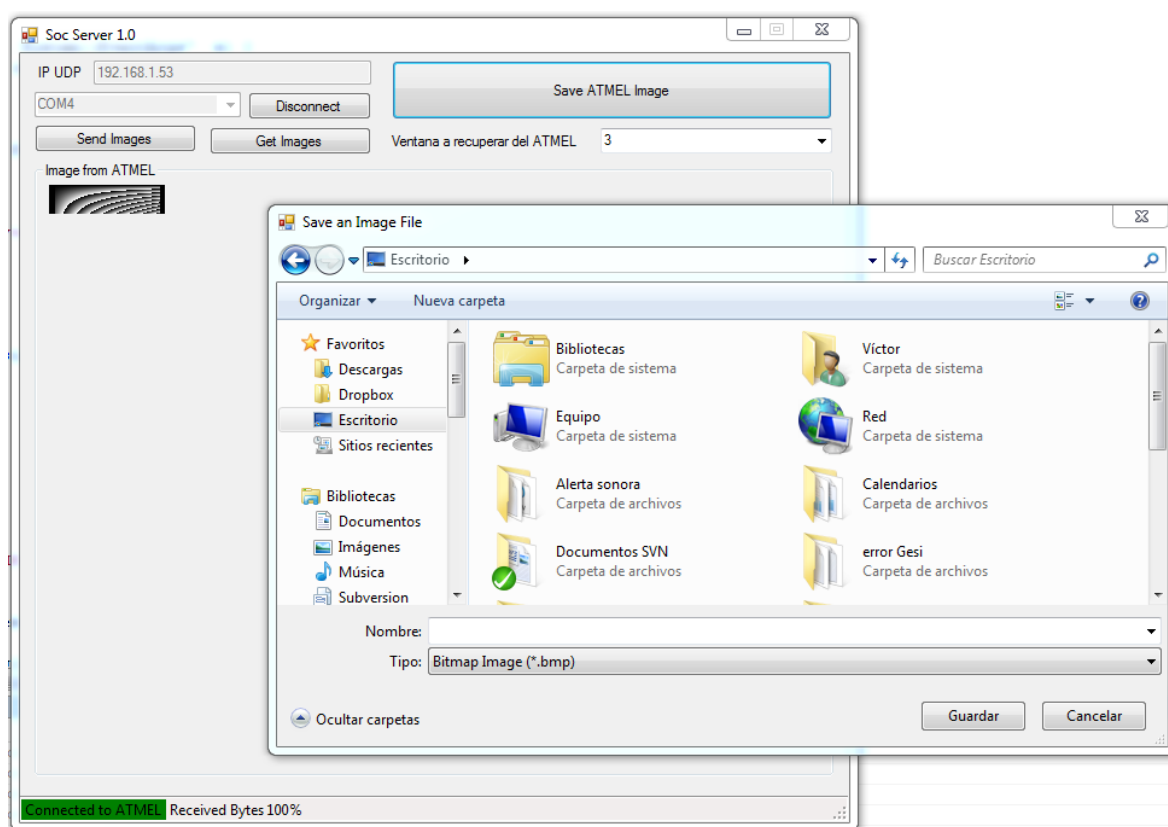 Soc Server 1.0
IP UDP 192.168.1.53
Save ATMEL Image
COM4 Disconnect
Send Images Get Images Ventana a recuperar del ATMEL 3
Image from ATMEL
Save an Image File
Escritorio Buscar Escritorio
Organizar Nueva carpeta
Favoritos
Descargas
Dropbox
Escritorio
Sitios recientes
Bibliotecas
Documentos
Imágenes
Música
Subversion
Bibliotecas
Carpeta de sistema
Víctor
Carpeta de sistema
Equipo
Carpeta de sistema
Red
Carpeta de sistema
Alerta sonora
Carpeta de archivos
Calendarios
Carpeta de archivos
Documentos SVN
Carpeta de archivos
error Gesi
Carpeta de archivos
Nombre:
Tipo: Bitmap Image (*.bmp)
Ocultar carpetas Guardar Cancelar
Connected to ATMEL Received Bytes 100%